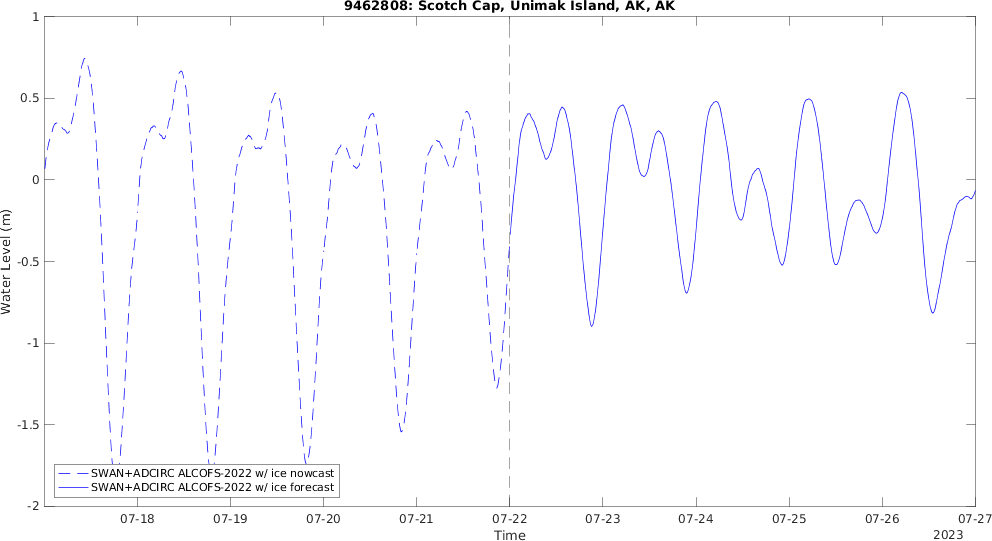 9462808: Scotch Cap, Unimak Island, AK, AK
1
0.5
0
-0.5
-1
-1.5
-2
Water Level (m)
SWAN+ADCIRC ALCOFS-2022 w/ ice nowcast
SWAN+ADCIRC ALCOFS-2022 w/ ice forecast
07-18 07-19 07-20 07-21 07-22 07-23 07-24 07-25 07-26 07-27
Time
2023